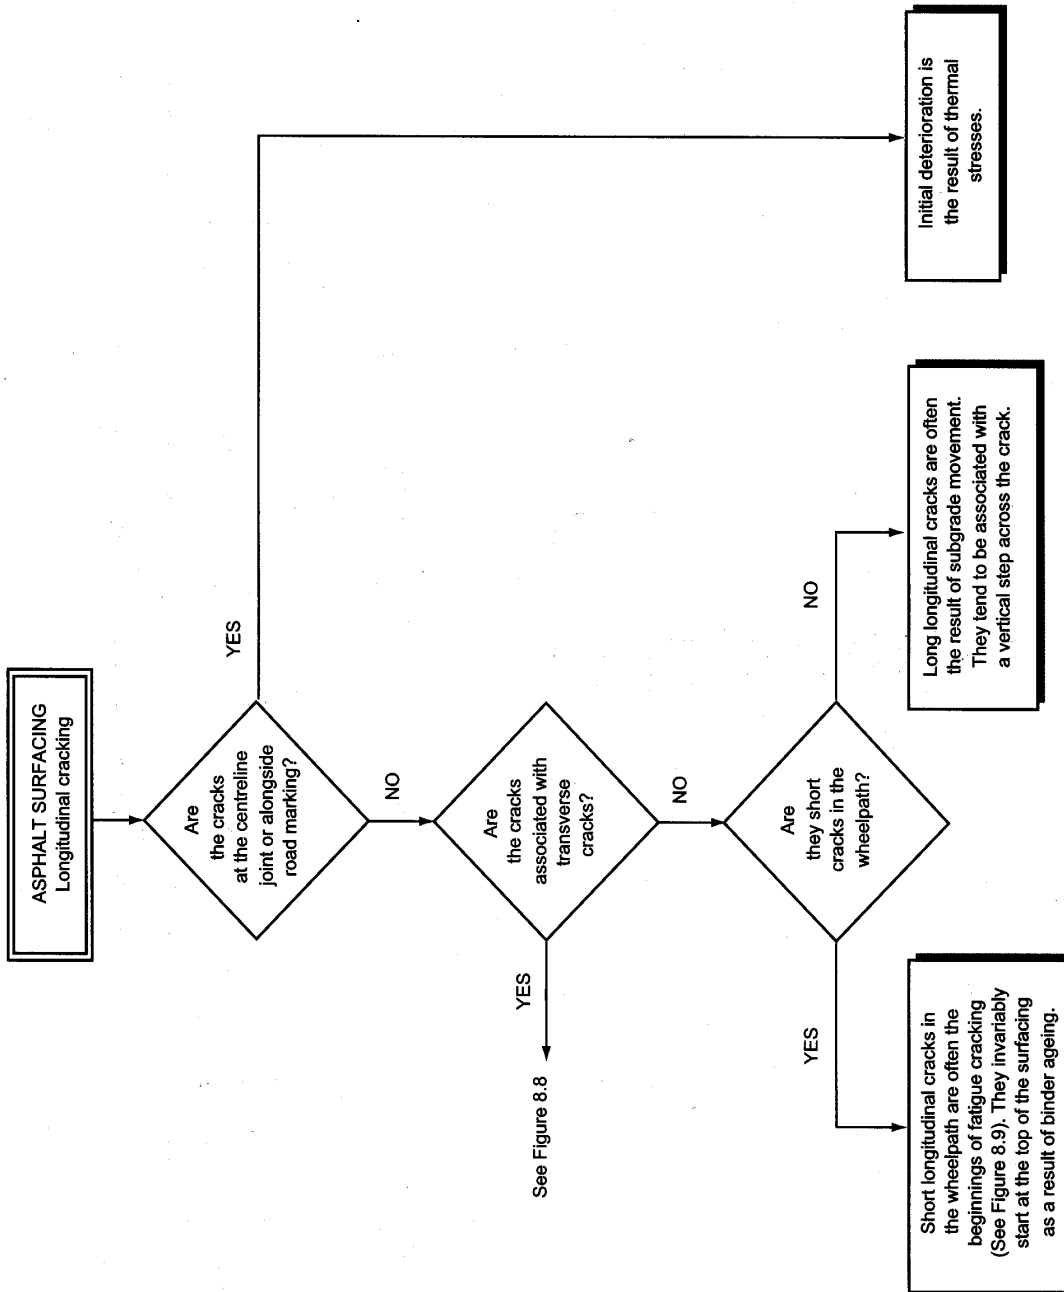 ASPHALT SURFACING
Longitudinal cracking
Are
the cracks
at the centreline
joint or alongside
road marking?
YES
NO
Are
the cracks
associated with
transverse
cracks?
YES
See Figure 8.8
NO
Are
they short
cracks in the
wheelpath?
YES
NO
Short longitudinal cracks in
the wheelpath are often the
beginnings of fatigue cracking
(See Figure 8.9). They invariably
start at the top of the surfacing
as a result of binder ageing.
Long longitudinal cracks are often
the result of subgrade movement.
They tend to be associated with
a vertical step across the crack.
Initial deterioration is
the result of thermal
stresses.